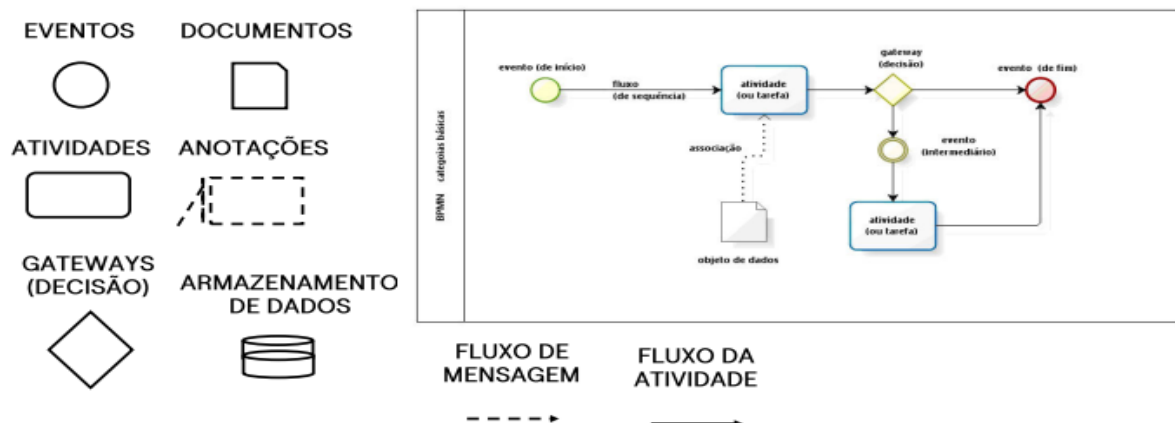 EVENTOS
DOCUMENTOS
ATIVIDADES
ANOTAÇÕES
GATEWAYS
(DECISÃO)
ARMAZENAMENTO
DE DADOS
BPMN categoias básicas
evento (de início)
fluxo
(de sequência)
atividade
(ou tarefa)
gateway
(decisão)
evento (de fim)
associação
evento
(intermediário)
atividade
(ou tarefa)
objeto de dados
FLUXO DE
MENSAGEM
FLUXO DA
ATIVIDADE